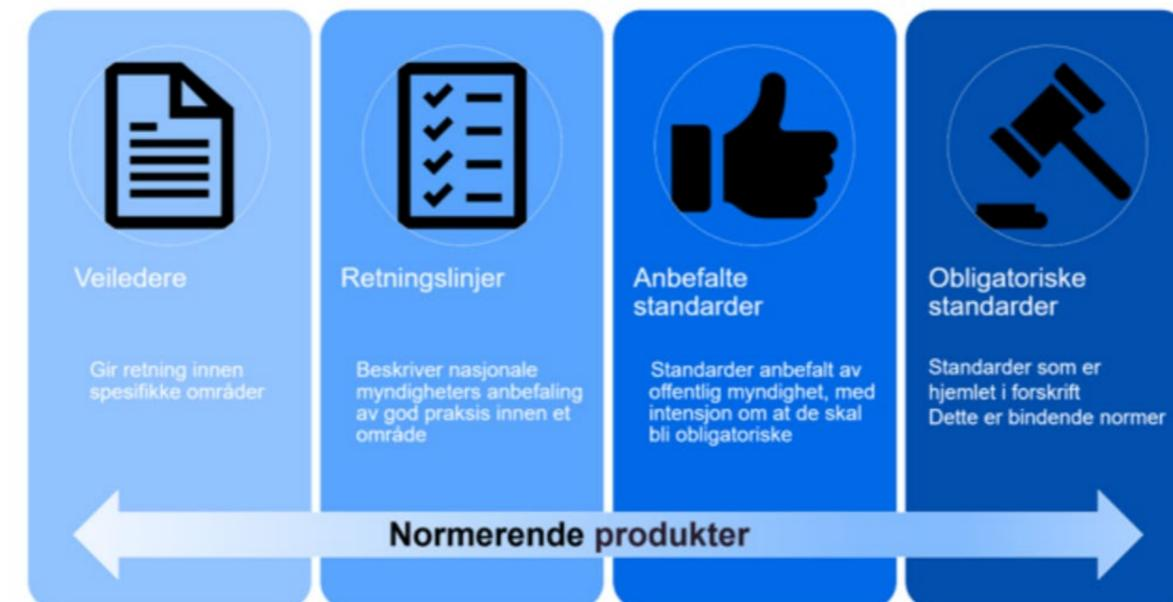 Veiledere
Gir retning innen
spesifikke områder
Retningslinjer
Beskriver nasjonale
myndigheters anbefaling
av god praksis innen et
område
Anbefalte
standarder
Standarder anbefalt av
offentlig myndighet, med
intensjon om at de skal
bli obligatoriske
Obligatoriske
standarder
Standarder som er
hjemlet i forskrift
Dette er bindende normer
Normerende produkter